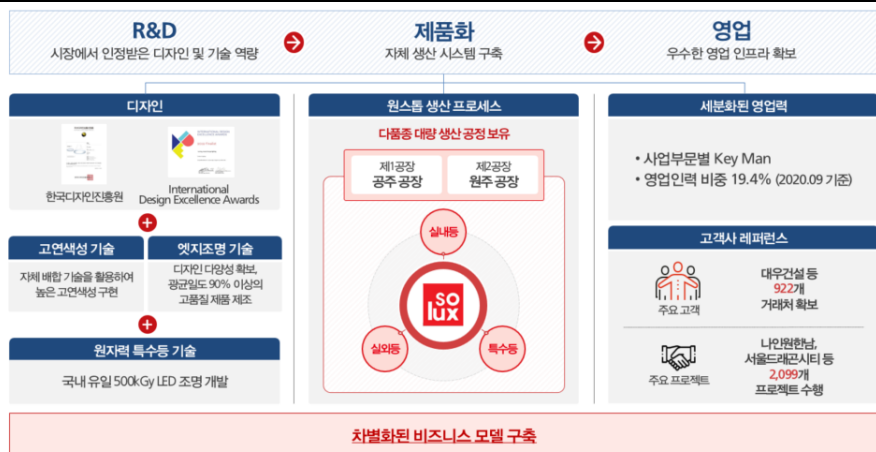 R&D
시장에서 인정받은 디자인 및 기술 역량
제품화
자체 생산 시스템 구축
영업
우수한 영업 인프라 확보
디자인
한국디자인진흥원
International
Design Excellence Awards
고연색성 기술
자체 배합 기술을 활용하여
높은 고연색성 구현
엣지조명 기술
디자인 다양성 확보,
광균일도 90% 이상의
고품질 제품 제조
원자력 특수등 기술
국내 유일 500kGy LED 조명 개발
원스톱 생산 프로세스
다품종 대량 생산 공정 보유
제1공장
공주 공장
제2공장
원주 공장
실내등
so
lux
실외등
특수등
세분화된 영업력
• 사업부문별 Key Man
• 영업인력 비중 19.4% (2020.09 기준)
고객사 레퍼런스
주요 고객
대우건설 등
922개
거래처 확보
주요 프로젝트
나인원한남,
서울드래곤시티 등
2,099개
프로젝트 수행
차별화된 비즈니스 모델 구축